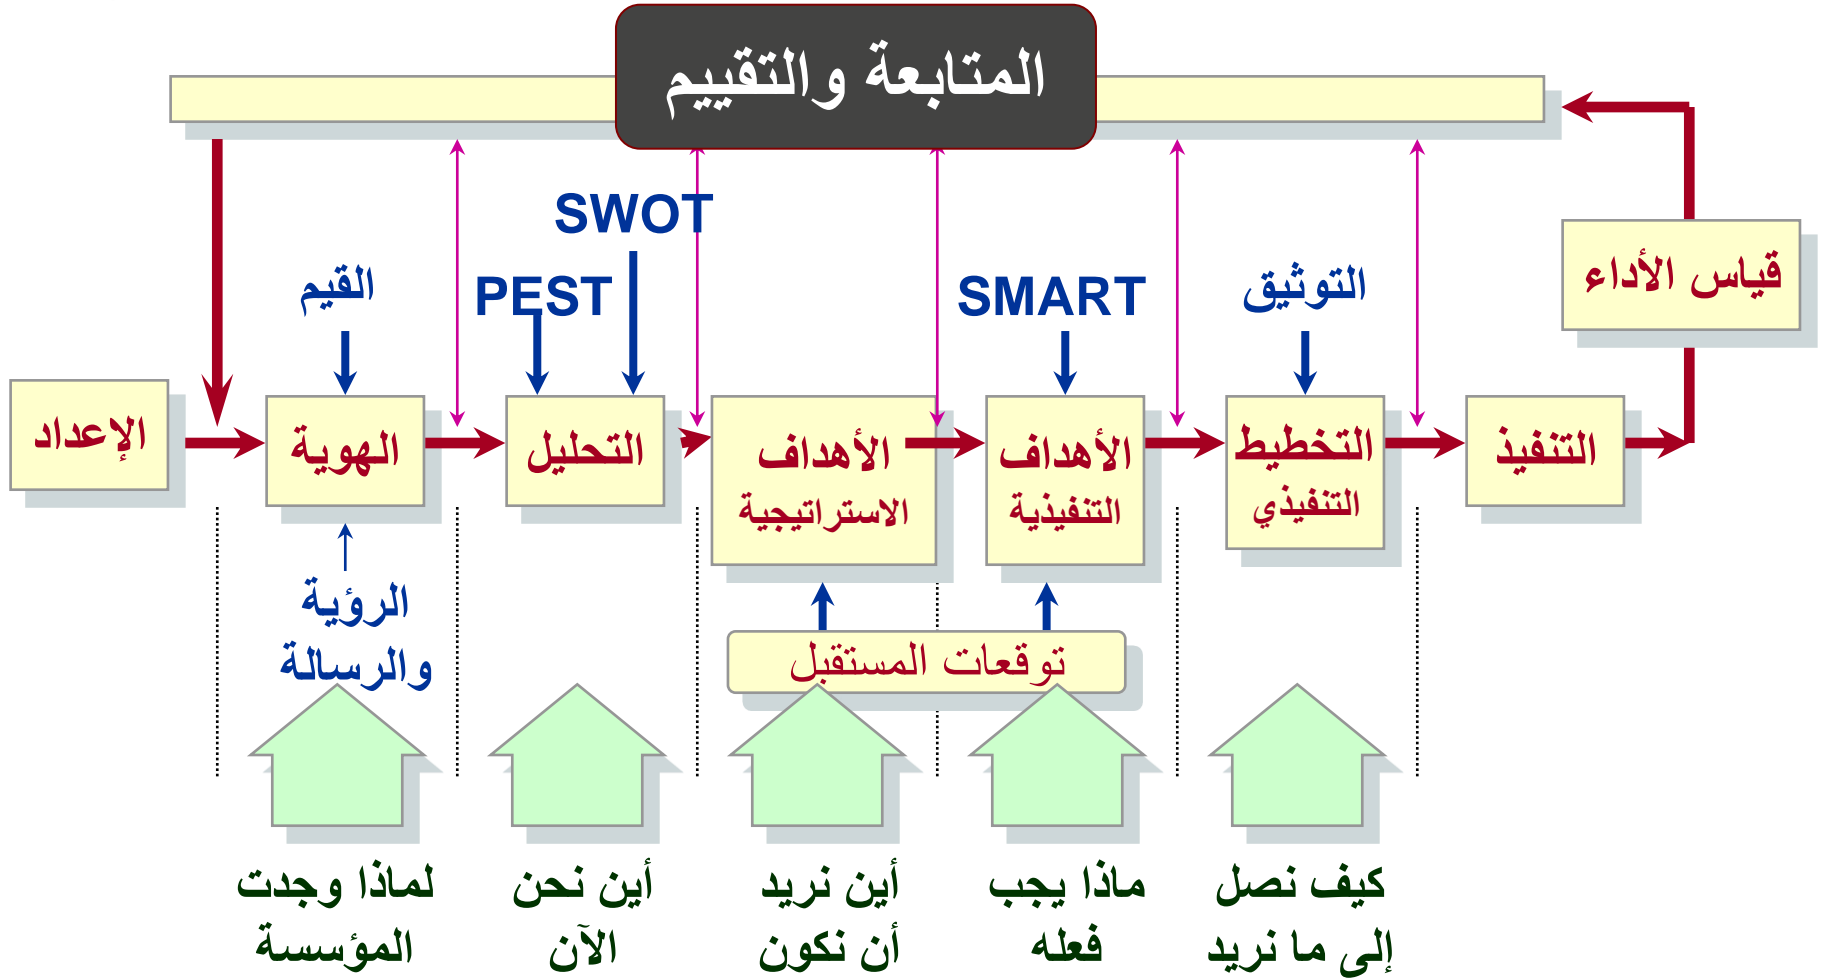 المتابعة والتقييم
SWOT
القيم
PEST
SMART
التوثيق
قياس الأداء
الإعداد
الهوية
التحليل
الأهداف
الاستراتيجية
الأهداف
التنفيذية
التخطيط
التنفيذي
التنفيذ
الرؤية
والرسالة
توقعات المستقبل
لماذا وجدت
المؤسسة
أين نحن
الآن
أين نريد
أن نكون
ماذا يجب
فعله
كيف نصل
إلى ما نريد